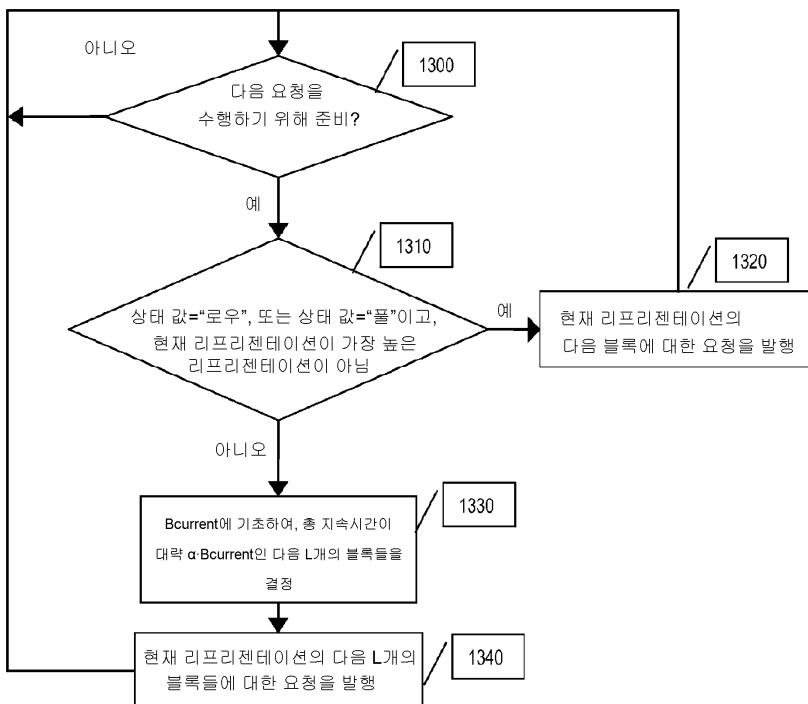 아니오
1300
다음 요청을
수행하기 위해 준비?
예
1310
1320
상태 값=“로우”, 또는 상태 값=“풀”이고,
현재 리프리젠테이션이 가장 높은
리프리젠테이션이 아님
예
현재 리프리젠테이션의
다음 블록에 대한 요청을 발행
아니오
1330
Bcurrent에 기초하여, 총 지속시간이
대략 α·Bcurrent인 다음 L개의 블록들을
결정
1340
현재 리프리젠테이션의 다음 L개의
블록들에 대한 요청을 발행